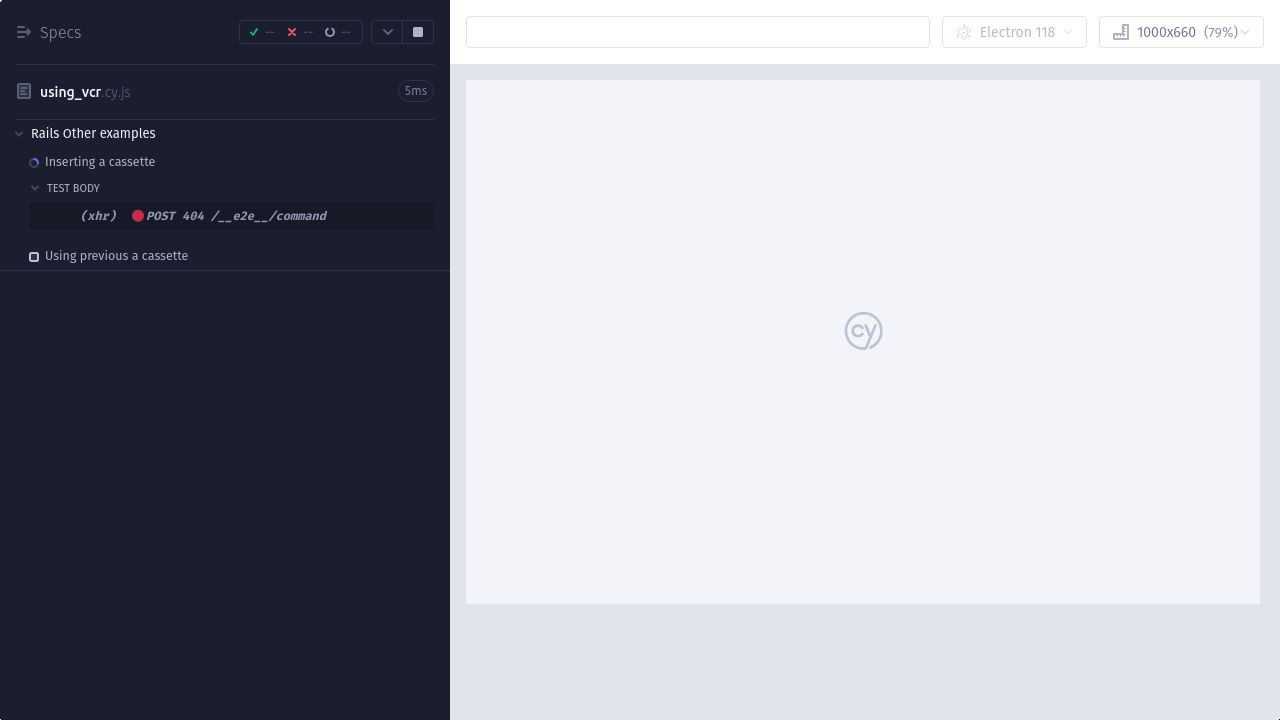 Specs
-- -- --
Electron 118
1000x660 (79%)
using_vcr.cy.js
5ms
Rails Other examples
Inserting a cassette
TEST BODY
(xhr) POST 404 /__e2e__/command
Using previous a cassette
cy